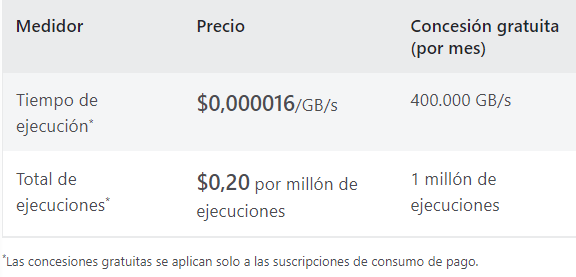 Medidor Precio Concesión gratuita
(por mes)
Tiempo de $0,000016/GB/s 400.000 GB/s
ejecución*
Total de $0,20 por millón de 1 millón de
ejecuciones* ejecuciones ejecuciones
*Las concesiones gratuitas se aplican solo a las suscripciones de consumo de pago.